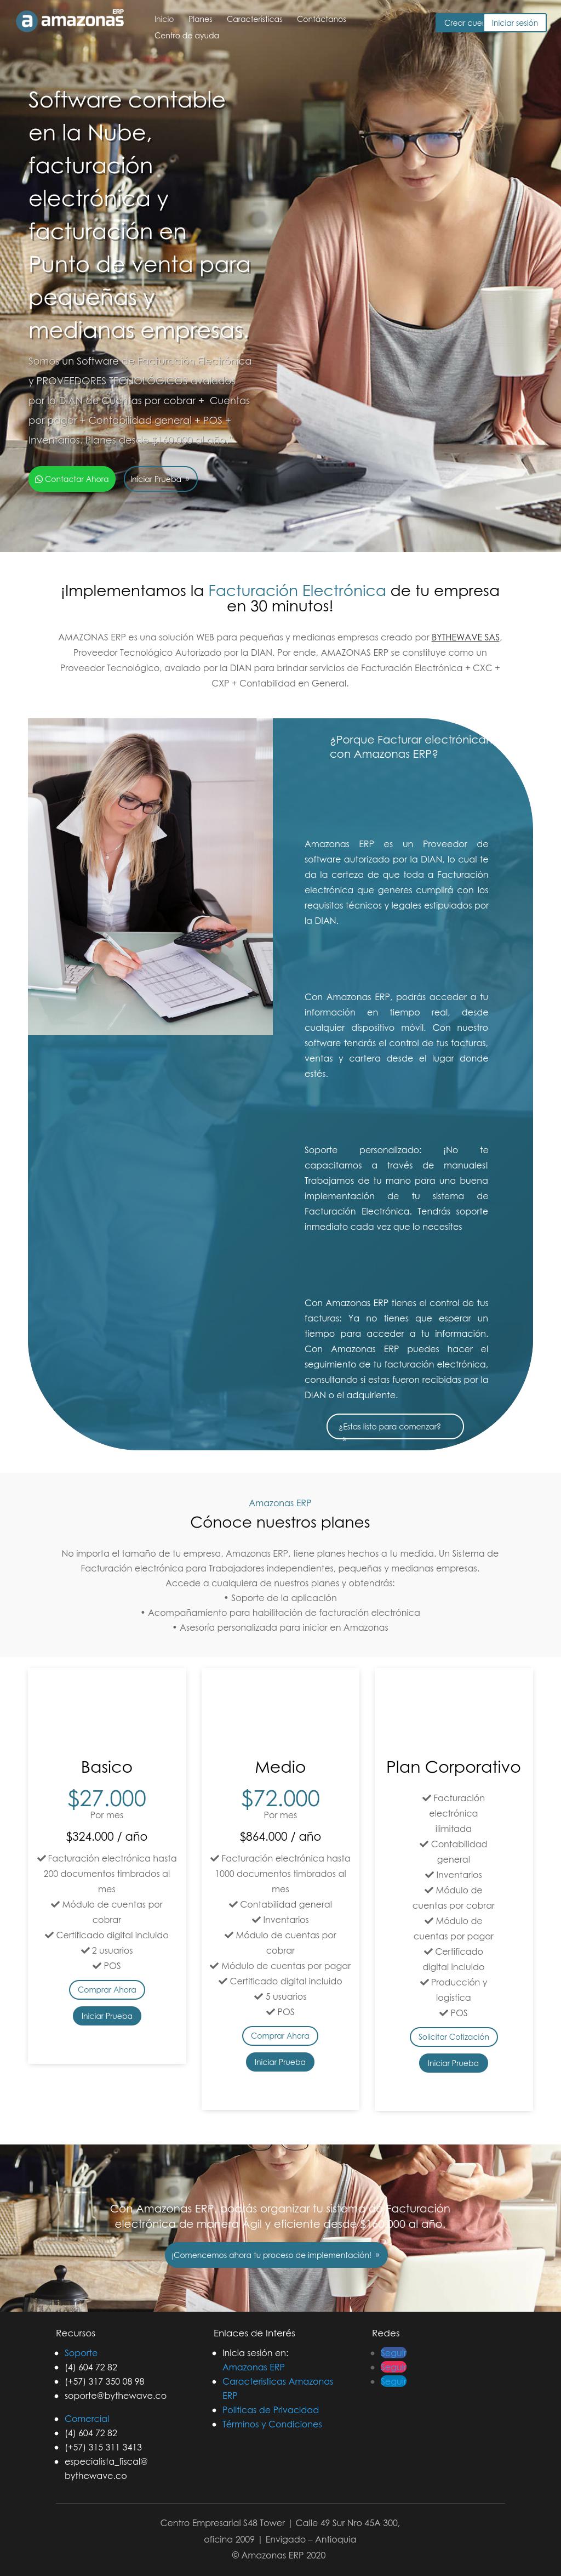 amazonas ERP
Inicio Planes Características Contáctanos
Centro de ayuda
Crear Iniciar sesión
Software contable
en la Nube,
facturación
electrónica y
facturación en
Punto de venta para
pequeñas y
medianas empresas.
Somos un Software de Facturación Electrónica
y PROVEEDORES TECNOLÓGICOS avalados
por la DIAN de Cuentas por cobrar + Cuentas
por pagar + Contabilidad general + POS +
Inventarios. Planes desde al año.
Contactar Ahora Iniciar Prueba »
¡Implementamos la Facturación Electrónica de tu empresa
en 30 minutos!
AMAZONAS ERP es una solución WEB para pequeñas y medianas empresas creado por BYTHEWAVE SAS,
Proveedor Tecnológico Autorizado por la DIAN. Por ende, AMAZONAS ERP se constituye como un
Proveedor Tecnológico, avalado por la DIAN para brindar servicios de Facturación Electrónica + CXC +
CXP + Contabilidad en General.
¿Porque Facturar
con Amazonas ERP?
Amazonas ERP es un Proveedor de
software autorizado por la DIAN, lo cual te
da la certeza de que toda a Facturación
electrónica que generes cumplirá con los
requisitos técnicos y legales estipulados por
la DIAN.
Con Amazonas ERP, podrás acceder a tu
información en tiempo real, desde
cualquier dispositivo móvil. Con nuestro
software tendrás el control de tus facturas,
ventas y cartera desde el lugar donde
estés.
Soporte personalizado: ¡No te
capacitamos a través de manuales!
Trabajamos de tu mano para una buena
implementación de tu sistema de
Facturación Electrónica. Tendrás soporte
inmediato cada vez que lo necesites
Con Amazonas ERP tienes el control de tus
facturas: Ya no tienes que esperar un
tiempo para acceder a tu información.
Con Amazonas ERP puedes hacer el
seguimiento de tu facturación electrónica,
consultando si estas fueron recibidas por la
DIAN o el adquiriente.
¿Estas listo para comenzar?
»
Amazonas ERP
Cónoce nuestros planes
No importa el tamaño de tu empresa, Amazonas ERP, tiene planes hechos a tu medida. Un Sistema de
Facturación electrónica para Trabajadores independientes, pequeñas y medianas empresas.
Accede a cualquiera de nuestros planes y obtendrás:
• Soporte de la aplicación
• Acompañamiento para habilitación de facturación electrónica
• Asesoría personalizada para iniciar en Amazonas
Basico
$27.000
Por mes
$324.000 / año
Facturación electrónica hasta
200 documentos timbrados al
mes
Módulo de cuentas por
cobrar
Certificado digital incluido
2 usuarios
POS
Comprar Ahora
Iniciar Prueba
Medio
$72.000
Por mes
$864.000 / año
Facturación electrónica hasta
1000 documentos timbrados al
mes
Contabilidad general
Inventarios
Módulo de cuentas por
cobrar
Módulo de cuentas por pagar
Certificado digital incluido
5 usuarios
POS
Comprar Ahora
Iniciar Prueba
Plan Corporativo
Facturación
electrónica
ilimitada
Contabilidad
general
Inventarios
Módulo de
cuentas por cobrar
Módulo de
cuentas por pagar
Certificado
digital incluido
Producción y
logística
POS
Solicitar Cotización
Iniciar Prueba
Con Amazonas ERP, podrás organizar tu sistema de Facturación
electrónica de manera Agil y eficiente desde al año.
¡Comencemos ahora tu proceso de implementación! »
Recursos
Soporte
(4) 604 72 82
(+57) 317 350 08 98
soporte@bythewave.co
Comercial
(4) 604 72 82
(+57) 315 311 3413
especialista_fiscal@
bythewave.co
Enlaces de Interés
Inicia sesión en:
Amazonas ERP
Caracteristicas Amazonas
ERP
Políticas de Privacidad
Términos y Condiciones
Redes
Seguir
Seguir
Seguir
Centro Empresarial S48 Tower | Calle 49 Sur Nro 45A 300,
oficina 2009 | Envigado – Antioquia
© Amazonas ERP 2020